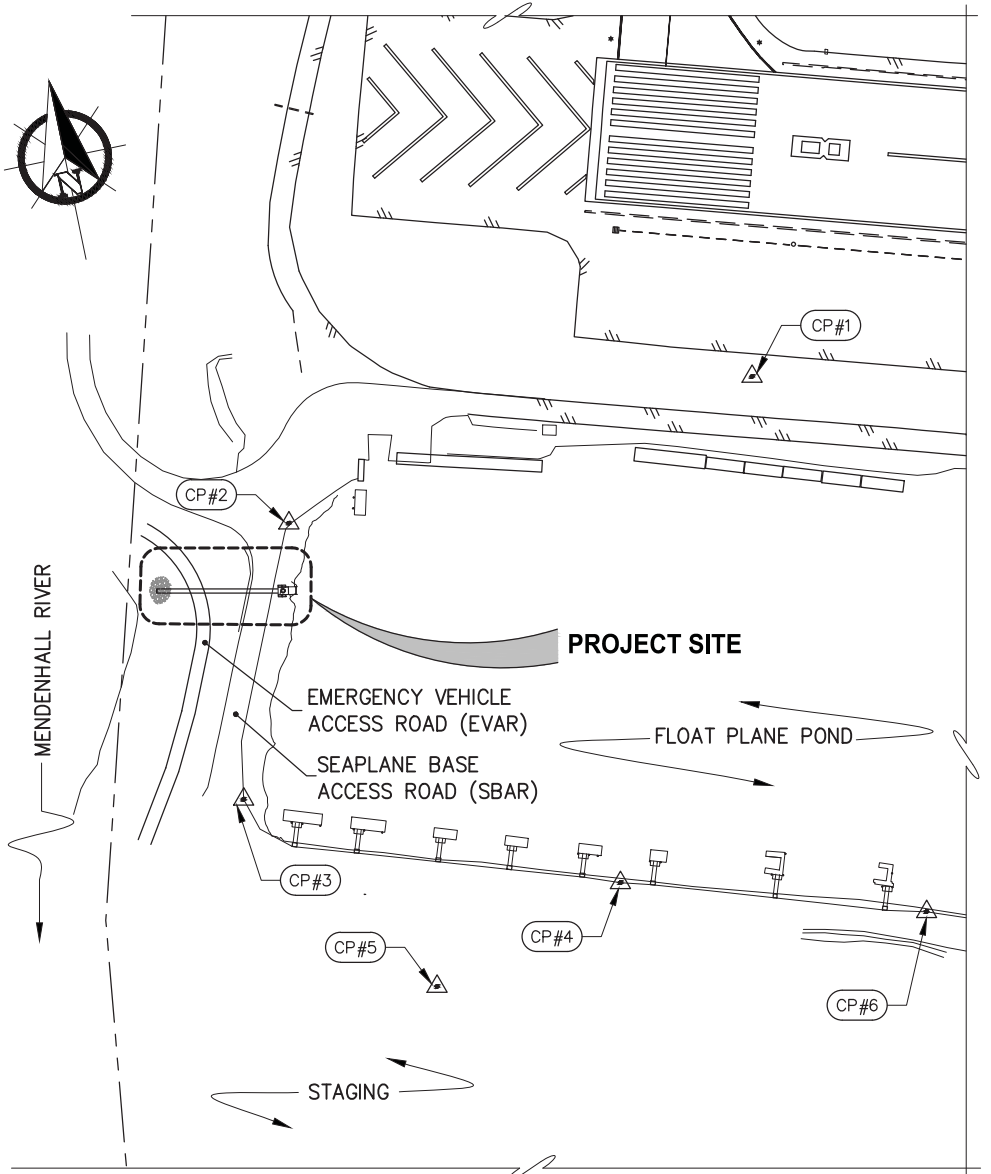 N
CP#1
CP#2
MENDENHALL RIVER
PROJECT SITE
EMERGENCY VEHICLE
ACCESS ROAD (EVAR)
FLOAT PLANE POND
SEAPLANE BASE
ACCESS ROAD (SBAR)
CP#3
CP#4
CP#5
CP#6
STAGING